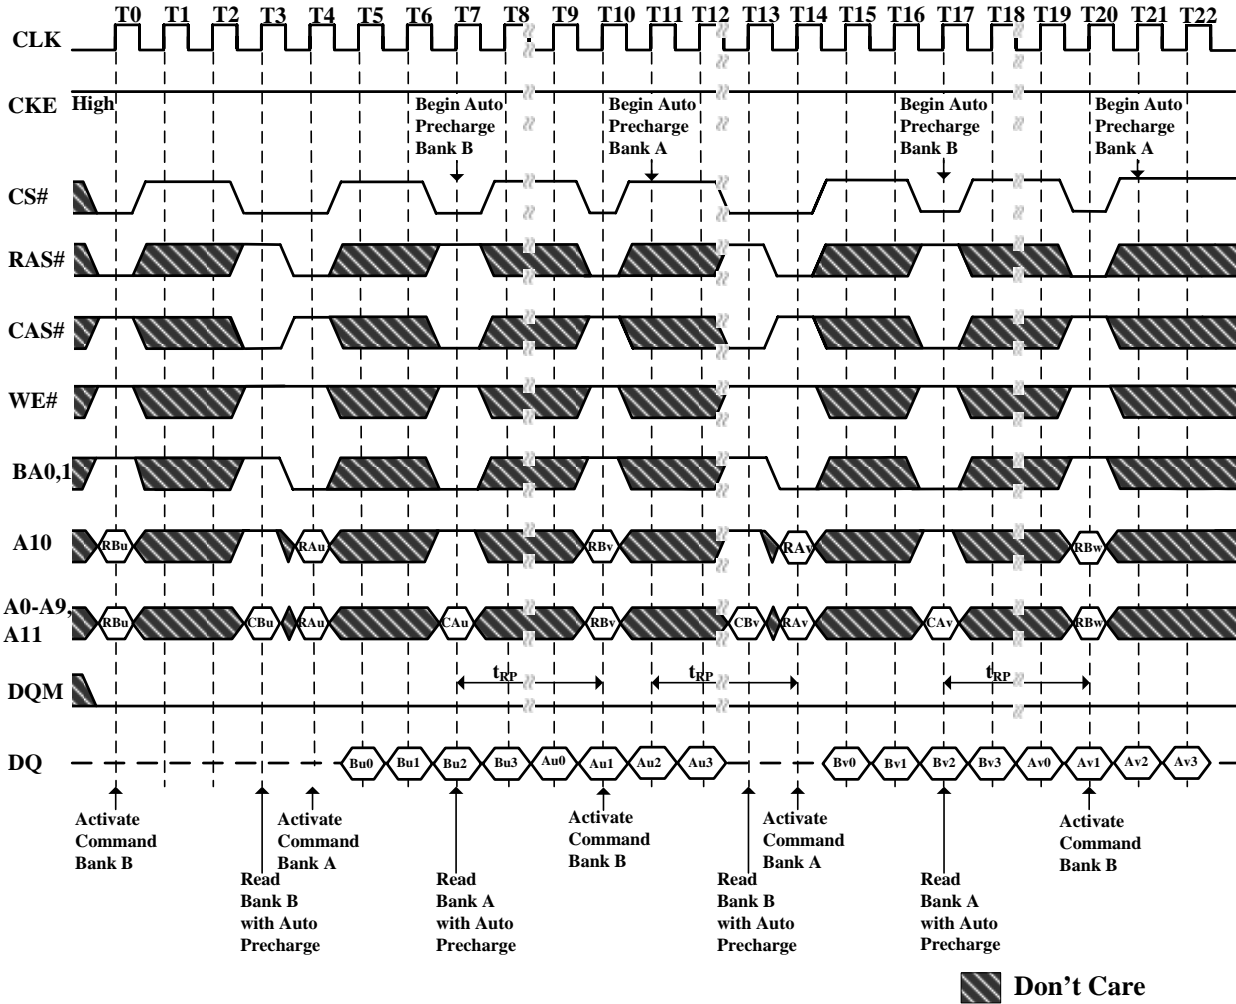 T0 T1 T2 T3 T4 T5 T6 T7 T8 T9 T10 T11 T12 T13 T14 T15 T16 T17 T18 T19 T20 T21 T22
CLK
CKE High
Begin Auto
Precharge
Bank B
Begin Auto
Precharge
Bank A
Begin Auto
Precharge
Bank B
Begin Auto
Precharge
Bank A
CS#
RAS#
CAS#
WE#
BA0,1
A10 RBu RAu RBv RAv RBw
A0-A9,
A11
RBu CBu RAu CAu RBv CBv RAv CAv RBw
tRP tRP tRP
DQM
DQ Bu0 Bu1 Bu2 Bu3 Au0 Au1 Au2 Au3 Bv0 Bv1 Bv2 Bv3 Av0 Av1 Av2 Av3
Activate
Command
Bank B
Activate
Command
Bank A
Activate
Command
Bank B
Activate
Command
Bank A
Activate
Command
Bank B
Read
Bank B
with Auto
Precharge
Read
Bank A
with Auto
Precharge
Read
Bank B
with Auto
Precharge
Read
Bank A
with Auto
Precharge
Don't Care